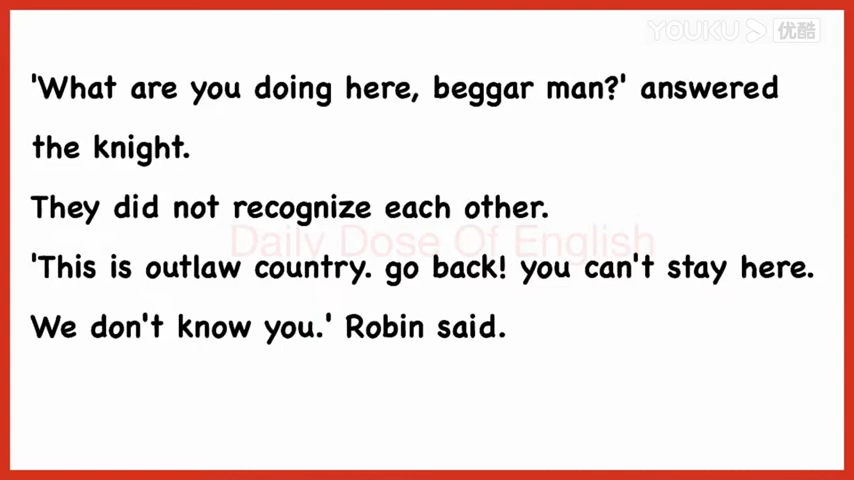 YOUKU 优酷
'What are you doing here, beggar man?' answered
the knight.
They did not recognize each other.
Daily Dose Of English
'This is outlaw country. go back! you can't stay here.
We don't know you.' Robin said.